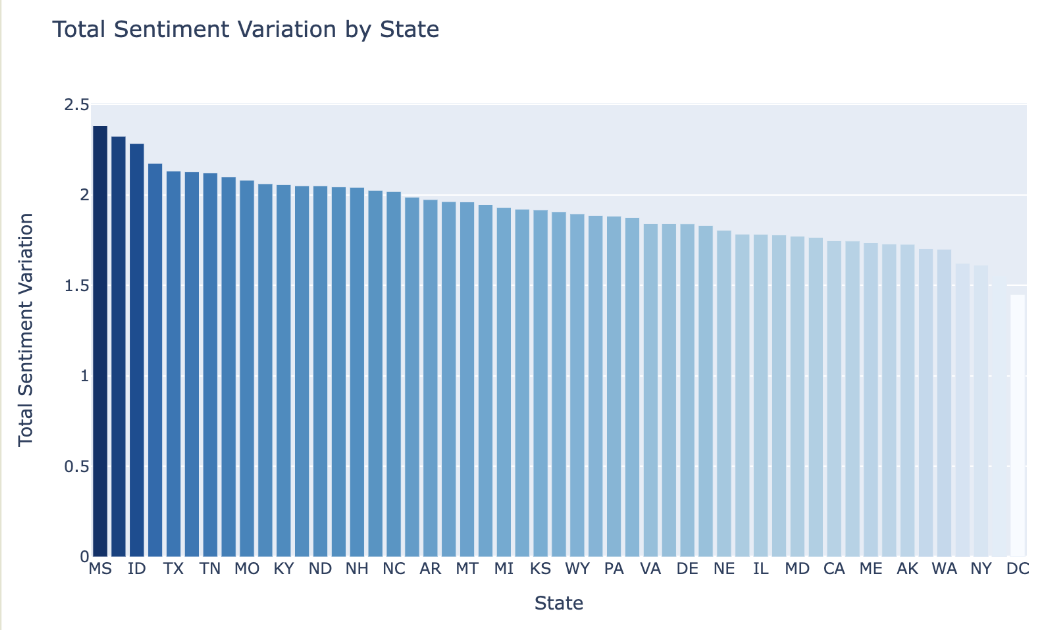 Total Sentiment Variation by State
2.5
2
1.5
1
0.5
0
Total Sentiment Variation
MS ID TX TN MO KY ND NH NC AR MT MI KS WY PA VA DE NE IL MD CA ME AK WA NY DC
State